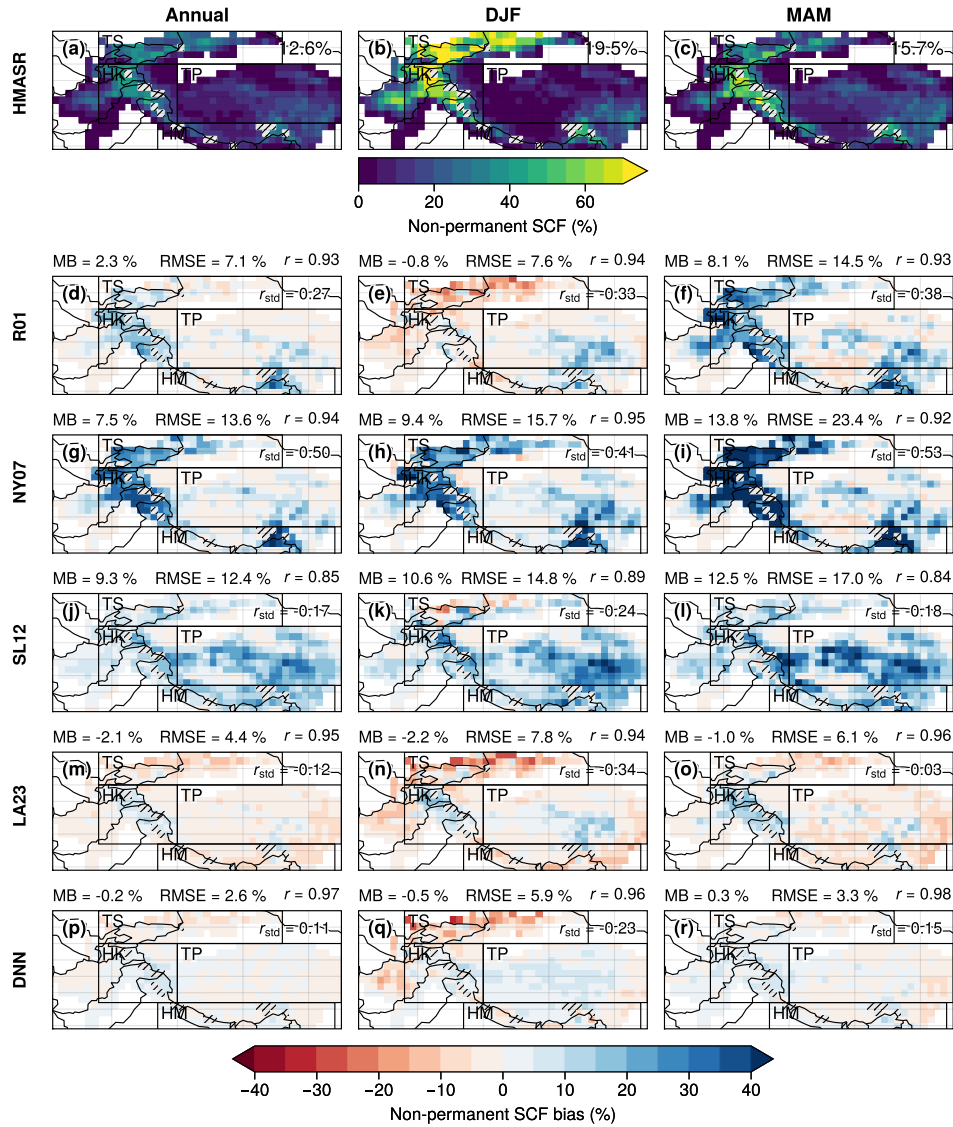 Annual DJF MAM
HMASR
(a) TS 12.6%
HK TP
HM
(b) TS 19.5%
HK TP
HM
(c) TS 15.7%
HK TP
HM
0 20 40 60
Non-permanent SCF (%)
R01
MB = 2.3 % RMSE = 7.1 % r = 0.93
(d) TS rstd = 0.27
HK TP
HM
MB = -0.8 % RMSE = 7.6 % r = 0.94
(e) TS rstd = -0.33
HK TP
HM
MB = 8.1 % RMSE = 14.5 % r = 0.93
(f) TS rstd = 0.38
HK TP
HM
NY07
MB = 7.5 % RMSE = 13.6 % r = 0.94
(g) TS rstd = 0.50
HK TP
HM
MB = 9.4 % RMSE = 15.7 % r = 0.95
(h) TS rstd = 0.41
HK TP
HM
MB = 13.8 % RMSE = 23.4 % r = 0.92
(i) TS rstd = 0.53
HK TP
HM
SL12
MB = 9.3 % RMSE = 12.4 % r = 0.85
(j) TS rstd = -0.17
HK TP
HM
MB = 10.6 % RMSE = 14.8 % r = 0.89
(k) TS rstd = -0.24
HK TP
HM
MB = 12.5 % RMSE = 17.0 % r = 0.84
(l) TS rstd = -0.18
HK TP
HM
LA23
MB = -2.1 % RMSE = 4.4 % r = 0.95
(m) TS rstd = -0.12
HK TP
HM
MB = -2.2 % RMSE = 7.8 % r = 0.94
(n) TS rstd = -0.34
HK TP
HM
MB = -1.0 % RMSE = 6.1 % r = 0.96
(o) TS rstd = -0.03
HK TP
HM
DNN
MB = -0.2 % RMSE = 2.6 % r = 0.97
(p) TS rstd = 0.11
HK TP
HM
MB = -0.5 % RMSE = 5.9 % r = 0.96
(q) TS rstd = -0.23
HK TP
HM
MB = 0.3 % RMSE = 3.3 % r = 0.98
(r) TS rstd = 0.15
HK TP
HM
−40 −30 −20 −10 0 10 20 30 40
Non-permanent SCF bias (%)